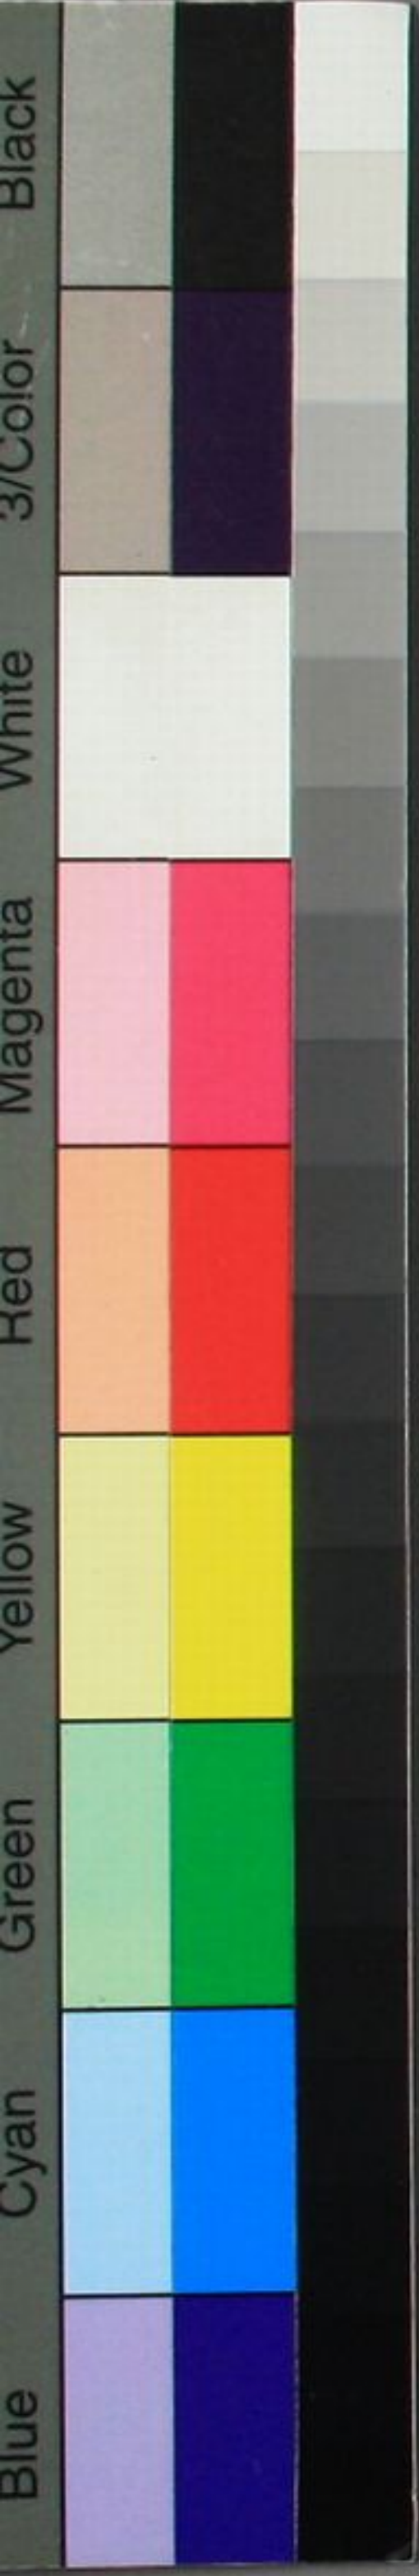 Black
3/Color
White
Magenta
Red
Yellow
Green
Cyan
Blue